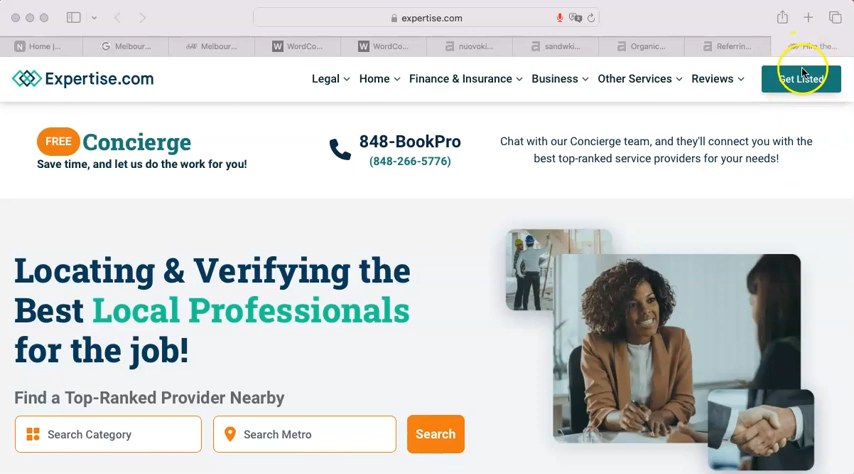 expertise.com
Home |...
Melbour...
Melbour...
WordCo...
WordCo...
nuovoki...
sandwki...
Organic...
Referrin...
Hire the...
Expertise.com
Legal
Home
Finance & Insurance
Business
Other Services
Reviews
Get Listed
FREE Concierge
Save time, and let us do the work for you!
848-BookPro
(848-266-5776)
Chat with our Concierge team, and they'll connect you with the
best top-ranked service providers for your needs!
Locating & Verifying the
Best Local Professionals
for the job!
Find a Top-Ranked Provider Nearby
Search Category
Search Metro
Search